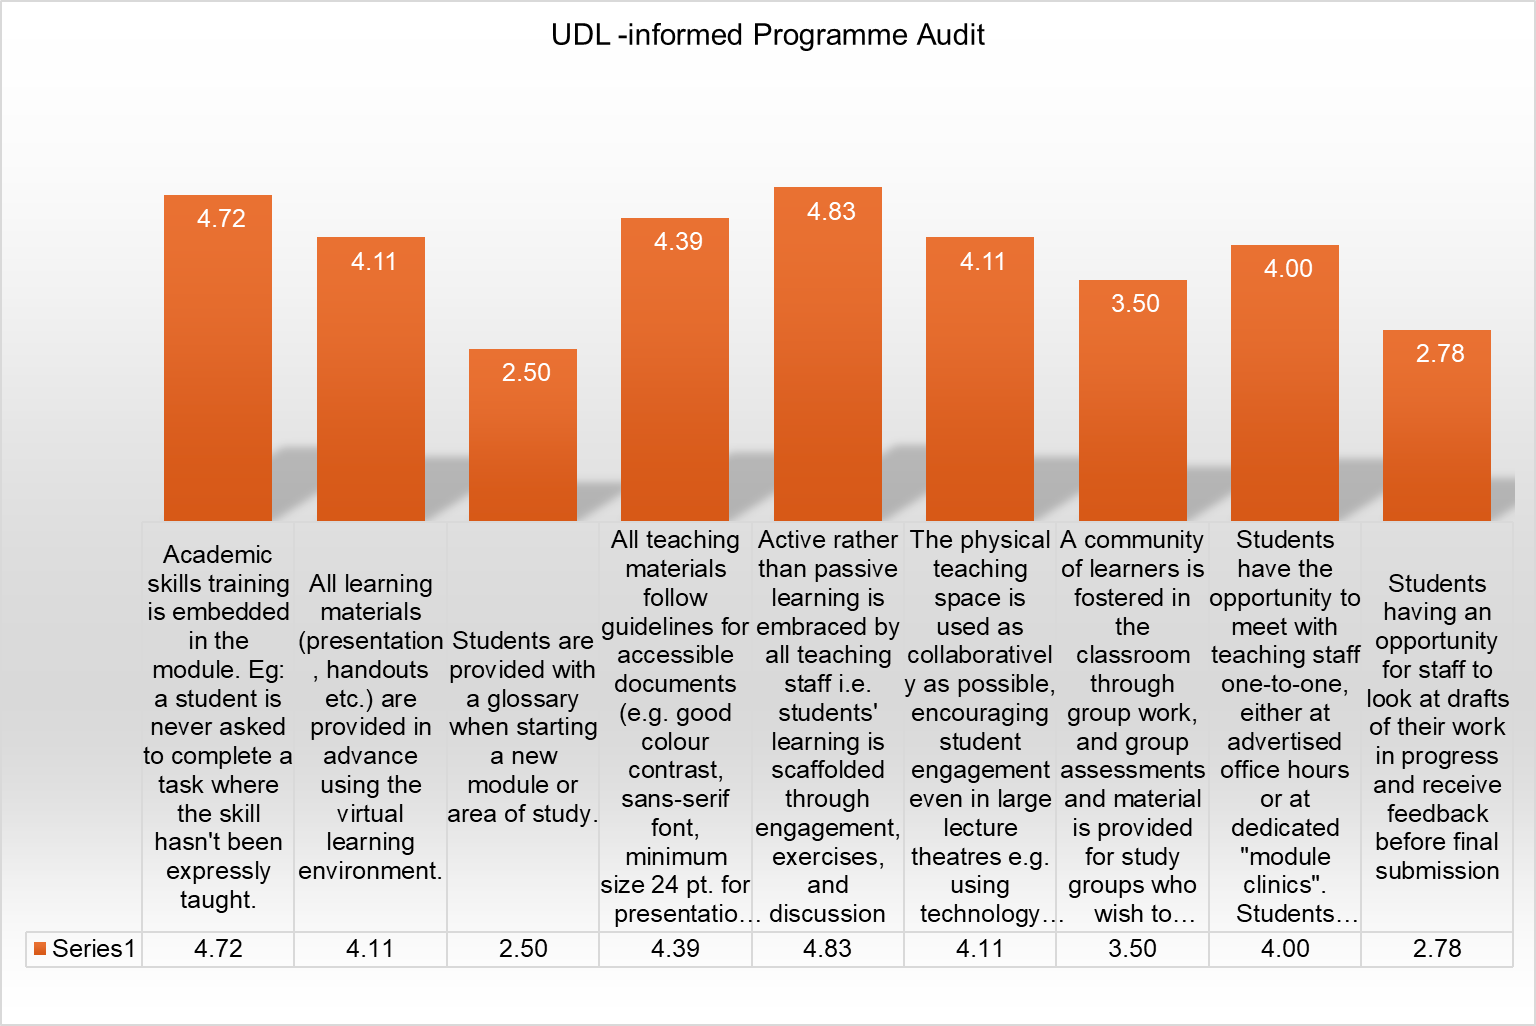 UDL -informed Programme Audit
4.72
4.11
2.50
4.39
4.83
4.11
3.50
4.00
2.78
Academic
skills training
is embedded
in the
module. Eg:
a student is
never asked
to complete a
task where
the skill
hasn't been
expressly
taught.
All learning
materials
(presentation
, handouts
etc.) are
provided in
advance
using the
virtual
learning
environment.
Students are
provided with
a glossary
when starting
a new
module or
area of study.
All teaching
materials
follow
guidelines for
accessible
documents
(e.g. good
colour
contrast,
sans-serif
font,
minimum
size 24 pt. for
presentatio…
Active rather
than passive
learning is
embraced by
all teaching
staff i.e.
students'
learning is
scaffolded
through
engagement,
exercises,
and
discussion
The physical
teaching
space is
used as
collaborativel
y as possible,
encouraging
student
engagement
even in large
lecture
theatres e.g.
using
technology…
A community
of learners is
fostered in
the
classroom
through
group work,
and group
assessments
and material
is provided
for study
groups who
wish to…
Students
have the
opportunity to
meet with
teaching staff
one-to-one,
either at
advertised
office hours
or at
dedicated
"module
clinics".
Students…
Students
having an
opportunity
for staff to
look at drafts
of their work
in progress
and receive
feedback
before final
submission
Series1 4.72 4.11 2.50 4.39 4.83 4.11 3.50 4.00 2.78